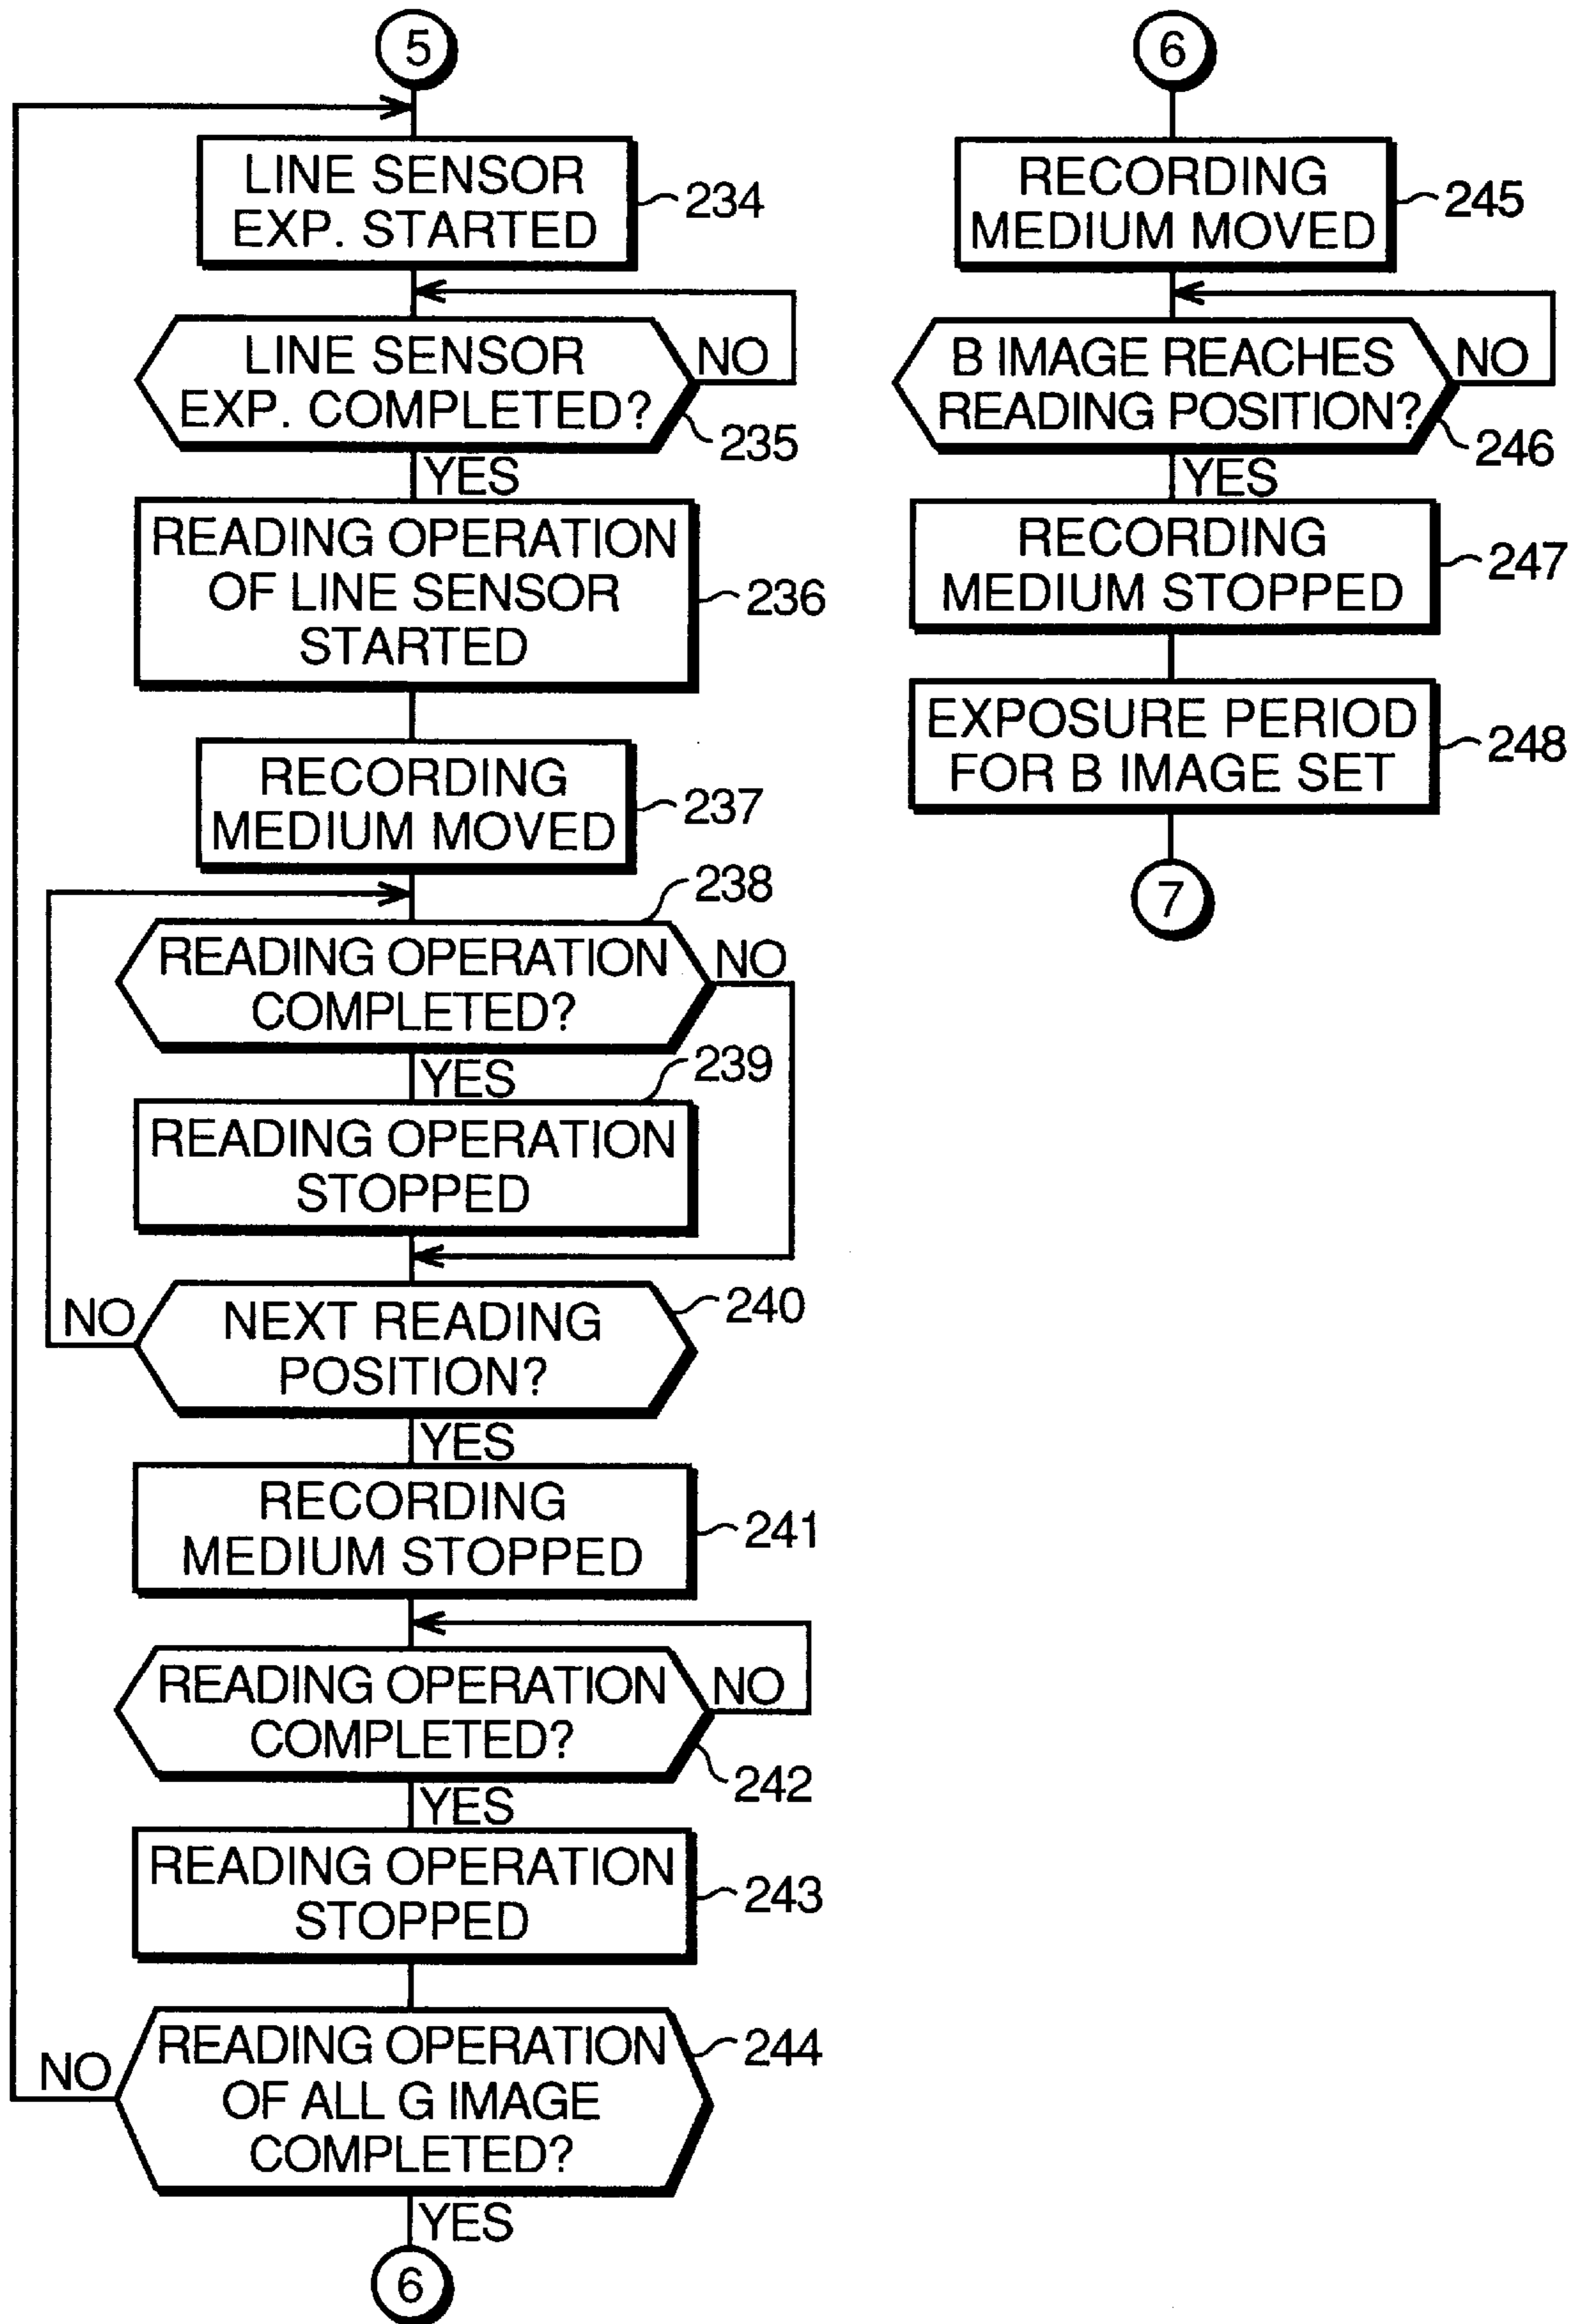 5
LINE SENSOR
EXP. STARTED
234
LINE SENSOR
EXP. COMPLETED?
NO
235
YES
READING OPERATION
OF LINE SENSOR
STARTED
236
RECORDING
MEDIUM MOVED
237
238
READING OPERATION
COMPLETED?
NO
YES
239
READING OPERATION
STOPPED
NEXT READING
POSITION?
240
NO
YES
RECORDING
MEDIUM STOPPED
241
READING OPERATION
COMPLETED?
NO
242
YES
READING OPERATION
STOPPED
243
READING OPERATION
OF ALL G IMAGE
COMPLETED?
244
NO
YES
6
6
RECORDING
MEDIUM MOVED
245
B IMAGE REACHES
READING POSITION?
NO
246
YES
RECORDING
MEDIUM STOPPED
247
EXPOSURE PERIOD
FOR B IMAGE SET
248
7